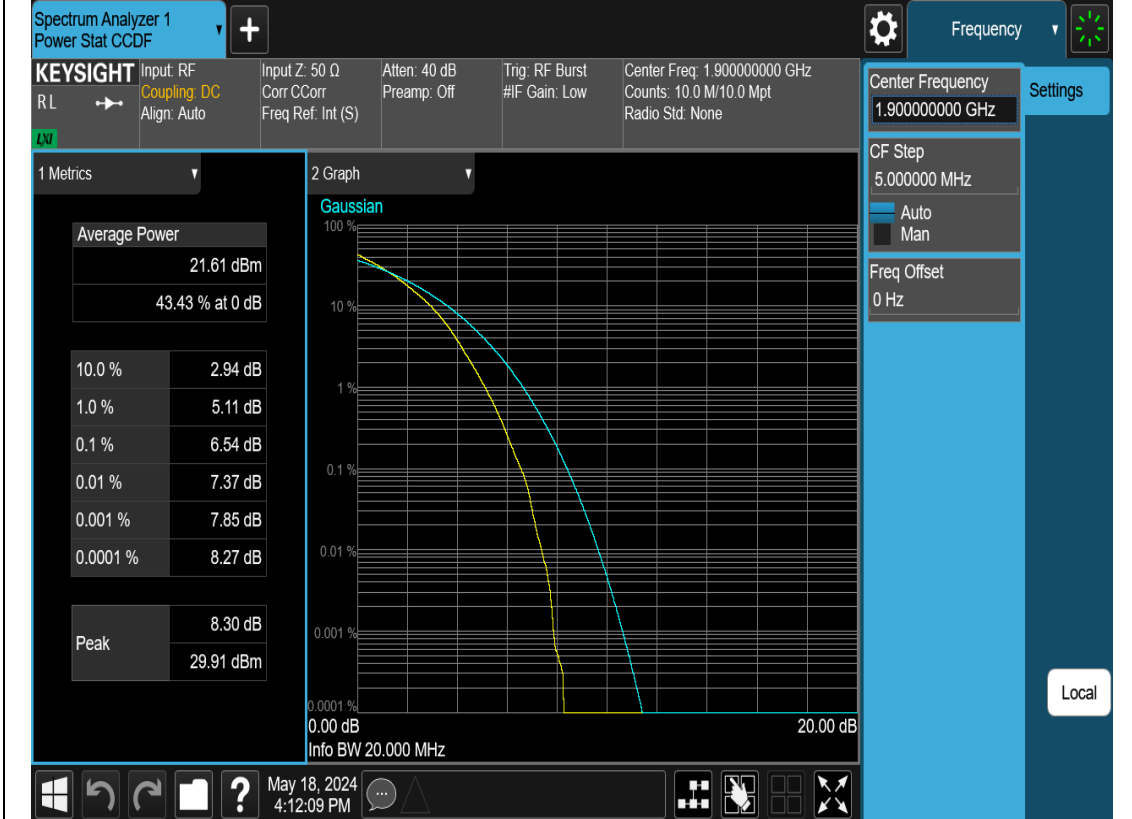 Spectrum Analyzer 1
Power Stat CCDF
+
Frequency
KEYSIGHT
RL
LXI
Input: RF
Coupling: DC
Align: Auto
Input Z: 50 Ω
Corr CCorr
Freq Ref: Int (S)
Atten: 40 dB
Preamp: Off
Trig: RF Burst
#IF Gain: Low
Center Freq: 1.900000000 GHz
Counts: 10.0 M/10.0 Mpt
Radio Std: None
Center Frequency
1.900000000 GHz
Settings
CF Step
5.000000 MHz
Auto
Man
Freq Offset
0 Hz
Local
1 Metrics
Average Power
21.61 dBm
43.43 % at 0 dB
10.0 % 2.94 dB
1.0 % 5.11 dB
0.1 % 6.54 dB
0.01 % 7.37 dB
0.001 % 7.85 dB
0.0001 % 8.27 dB
Peak
8.30 dB
29.91 dBm
2 Graph
Gaussian
100 %
10 %
1 %
0.1 %
0.01 %
0.001 %
0.0001 %
0.00 dB 20.00 dB
Info BW 20.000 MHz
?
May 18, 2024
4:12:09 PM